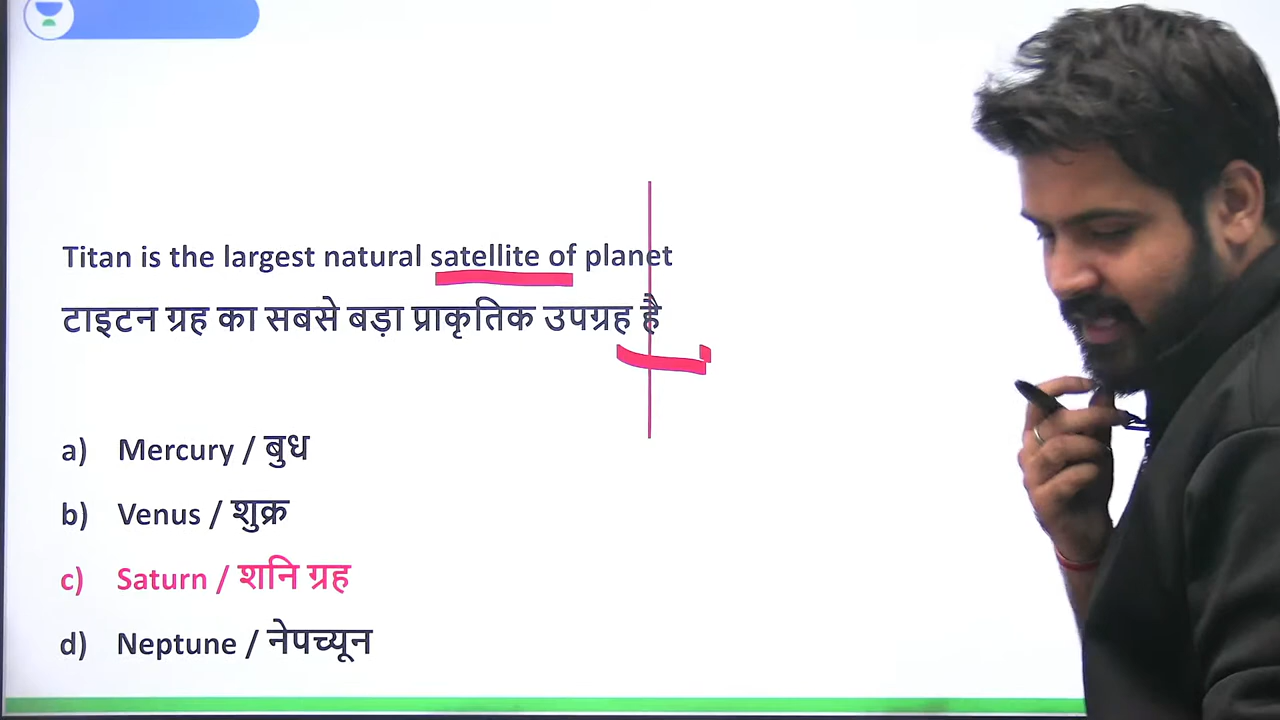 Titan is the largest natural satellite of planet
टाइटन ग्रह का सबसे बड़ा प्राकृतिक उपग्रह है
a) Mercury / बुध
b) Venus / शुक्र
c) Saturn / शनि ग्रह
d) Neptune / नेपच्यून